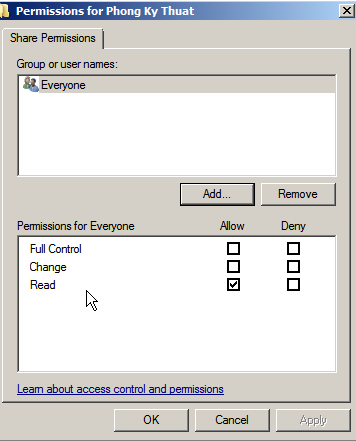 Permissions for Phong Ky Thuat
Share Permissions
Group or user names:
Everyone
Add... Remove
Permissions for Everyone Allow Deny
Full Control
Change
Read
Learn about access control and permissions
OK Cancel Apply